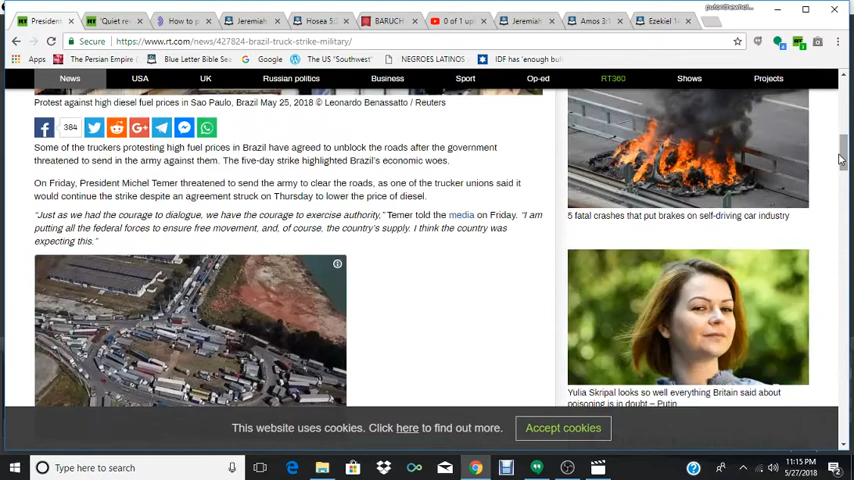 President
'Quiet re
How to p
Jeremiah
Hosea 5:
BARUCH
0 of 1 up
Jeremiah
Amos 3:1
Ezekiel 14
Secure
https://www.rt.com/news/427824-brazil-truck-strike-military/
Apps
The Persian Empire
Blue Letter Bible Se
Google
The US "Southwest"
NEGROES LATINOS
IDF has 'enough bul
News
USA
UK
Russian politics
Business
Sport
Op-ed
RT360
Shows
Projects
Protest against high diesel fuel prices in Sao Paulo, Brazil May 25, 2018 © Leonardo Benassatto / Reuters
384
Some of the truckers protesting high fuel prices in Brazil have agreed to unblock the roads after the government
threatened to send in the army against them. The five-day strike highlighted Brazil's economic woes.
On Friday, President Michel Temer threatened to send the army to clear the roads, as one of the trucker unions said it
would continue the strike despite an agreement struck on Thursday to lower the price of diesel.
"Just as we had the courage to dialogue, we have the courage to exercise authority," Temer told the media on Friday. "I am
putting all the federal forces to ensure free movement, and, of course, the country's supply. I think the country was
expecting this."
5 fatal crashes that put brakes on self-driving car industry
Yulia Skripal looks so well everything Britain said about
poisoning is in doubt – Putin
This website uses cookies. Click here to find out more.
Accept cookies
Type here to search
11:15 PM
5/27/2018